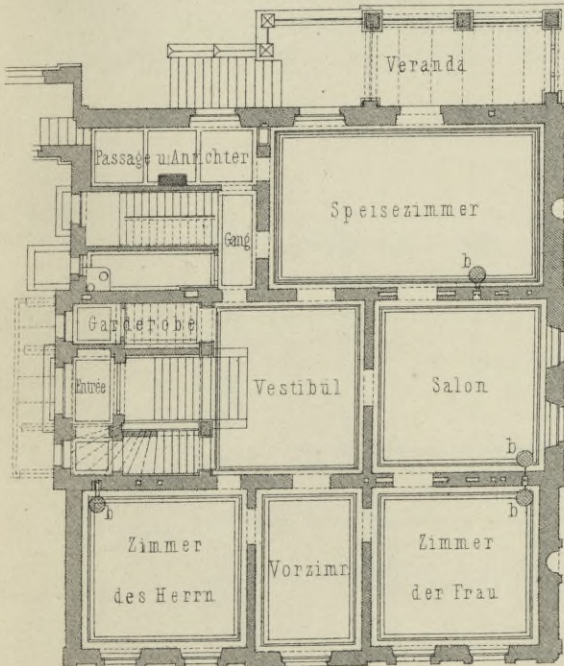 Veranda
Passage u. Anrichter
Speisezimmer
Gang
b
Garderobe
Entrée
Vestibül
Salon
b
b
b
Zimmer
des Herrn
Vorzimr.
Zimmer
der Frau